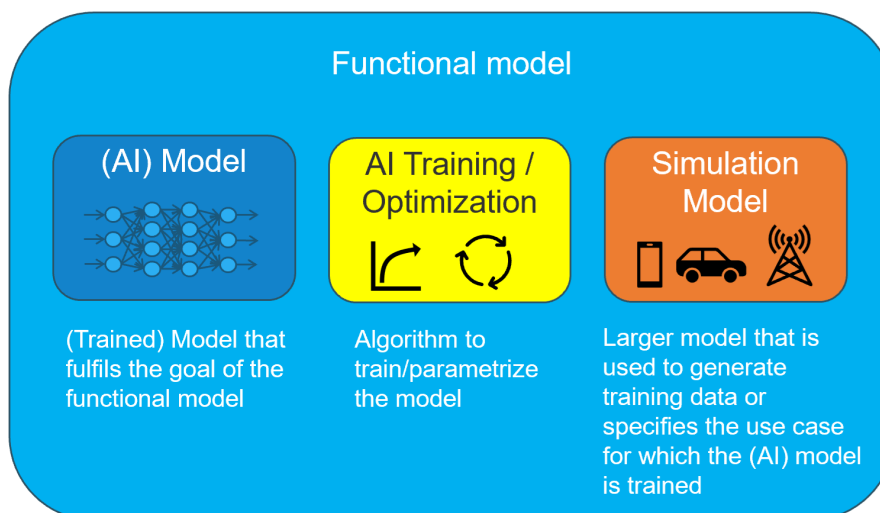 Functional model
(AI) Model
(Trained) Model that
fulfils the goal of the
functional model
AI Training /
Optimization
Algorithm to
train/parametrize
the model
Simulation
Model
Larger model that is
used to generate
training data or
specifies the use case
for which the (AI) model
is trained